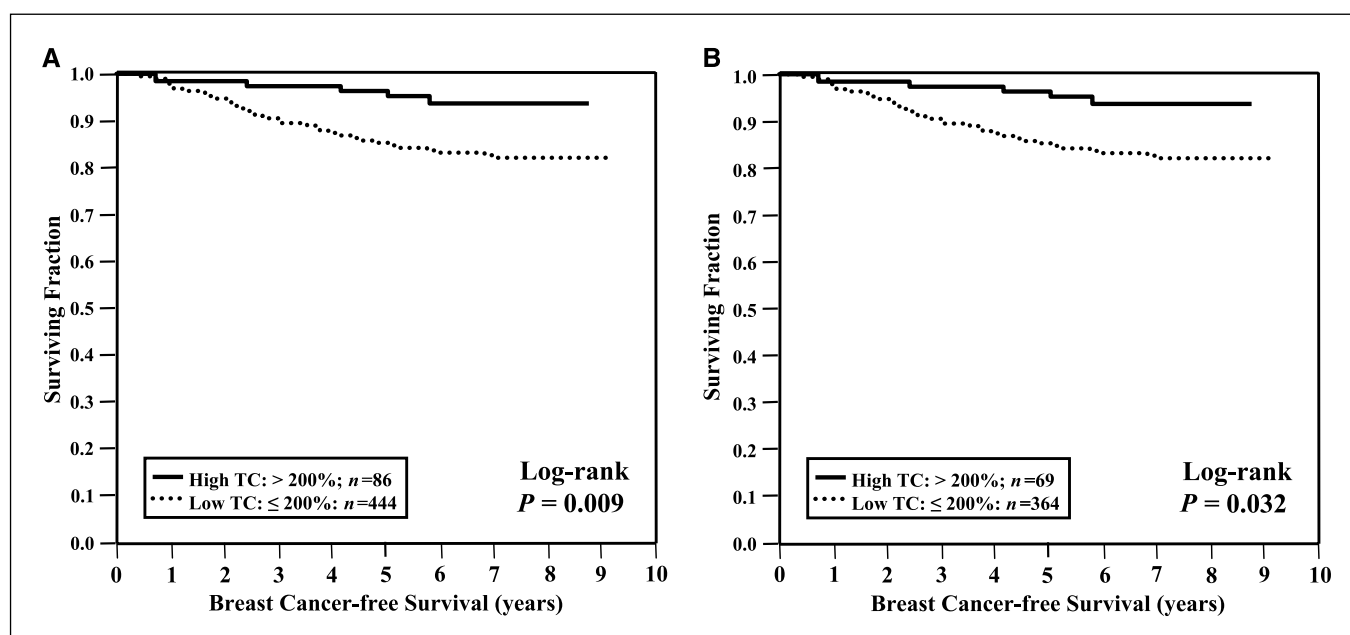 A
Surviving Fraction
1.0
0.9
0.8
0.7
0.6
0.5
0.4
0.3
0.2
0.1
0.0
High TC: > 200%; n=86
Low TC: ≤ 200%: n=444
Log-rank
P = 0.009
0 1 2 3 4 5 6 7 8 9 10
Breast Cancer-free Survival (years)
B
Surviving Fraction
1.0
0.9
0.8
0.7
0.6
0.5
0.4
0.3
0.2
0.1
0.0
High TC: > 200%; n=69
Low TC: ≤ 200%: n=364
Log-rank
P = 0.032
0 1 2 3 4 5 6 7 8 9 10
Breast Cancer-free Survival (years)